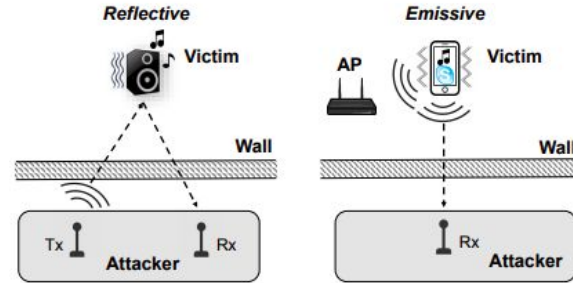 Reflective
Victim
Wall
Tx
Rx
Attacker
Emissive
AP
Victim
Wall
Rx
Attacker